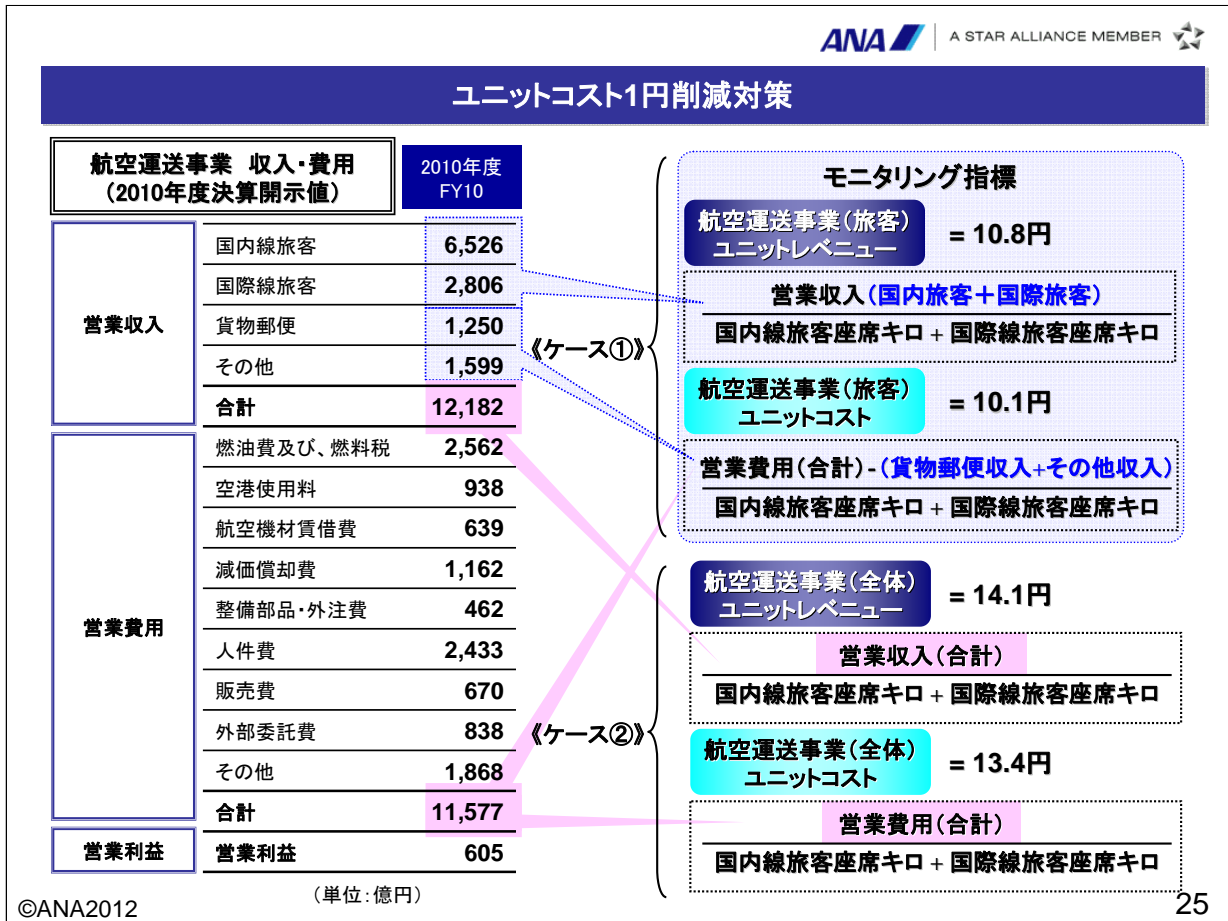 ANA A STAR ALLIANCE MEMBER
ユニットコスト1円削減対策
航空運送事業 収入・費用
(2010年度決算開示値)
2010年度
FY10
営業収入
国内線旅客 6,526
国際線旅客 2,806
貨物郵便 1,250
その他 1,599
合計 12,182
営業費用
燃油費及び、燃料税 2,562
空港使用料 938
航空機材賃借費 639
減価償却費 1,162
整備部品・外注費 462
人件費 2,433
販売費 670
外部委託費 838
その他 1,868
合計 11,577
営業利益 営業利益 605
(単位:億円)
《ケース①》
モニタリング指標
航空運送事業(旅客)
ユニットレベニュー
= 10.8円
営業収入(国内旅客+国際旅客)
国内線旅客座席キロ + 国際線旅客座席キロ
航空運送事業(旅客)
ユニットコスト
= 10.1円
営業費用(合計)-(貨物郵便収入+その他収入)
国内線旅客座席キロ + 国際線旅客座席キロ
《ケース②》
航空運送事業(全体)
ユニットレベニュー
= 14.1円
営業収入(合計)
国内線旅客座席キロ + 国際線旅客座席キロ
航空運送事業(全体)
ユニットコスト
= 13.4円
営業費用(合計)
国内線旅客座席キロ + 国際線旅客座席キロ
©ANA2012
25